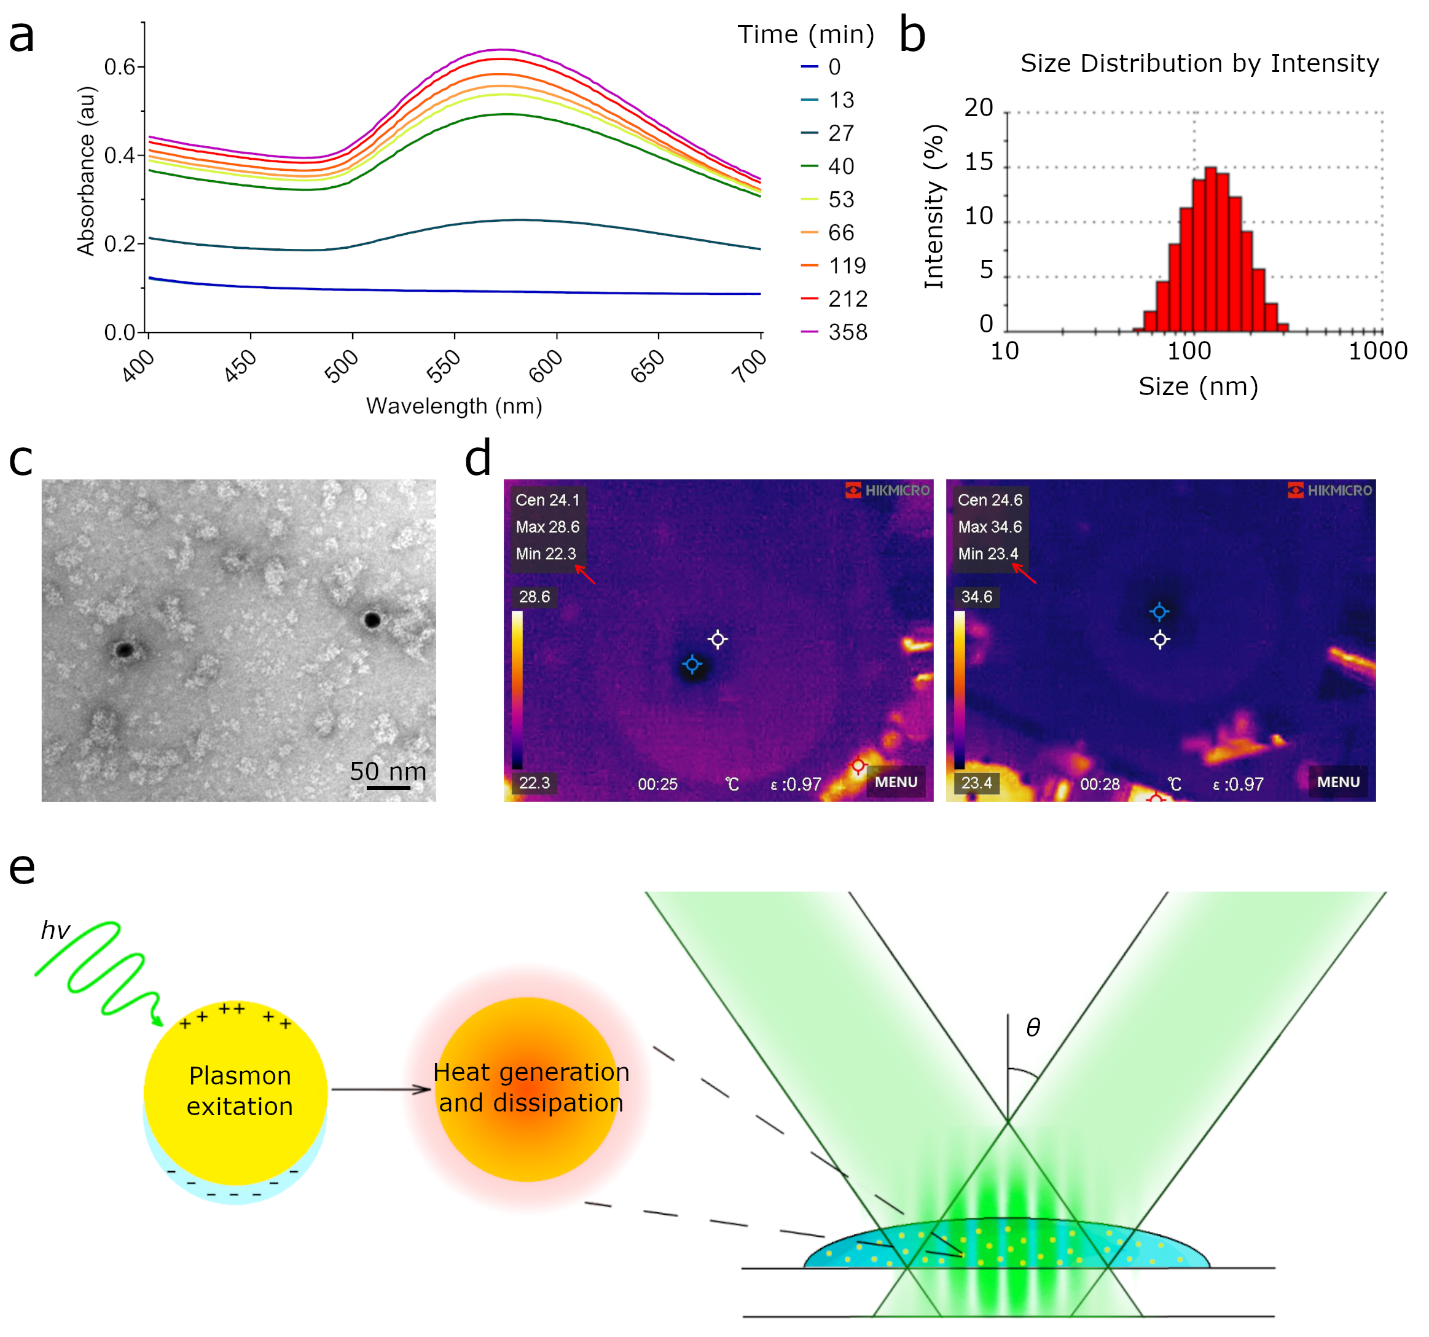 a
Absorbance (au)
0.6
0.4
0.2
0.0
400
450
500
550
600
650
700
Wavelength (nm)
Time (min)
0
13
27
40
53
66
119
212
358
b
Size Distribution by Intensity
Intensity (%)
20
15
10
5
0
10
100
1000
Size (nm)
c
50 nm
d
Cen 24.1
Max 28.6
Min 22.3
HIKMICRO
28.6
22.3
00:25 ℃ ε:0.97 MENU
Cen 24.6
Max 34.6
Min 23.4
HIKMICRO
34.6
23.4
00:28 ℃ ε:0.97 MENU
e
hv
+ + ++ + +
Plasmon
exitation
- - - - - - -
Heat generation
and dissipation
θ